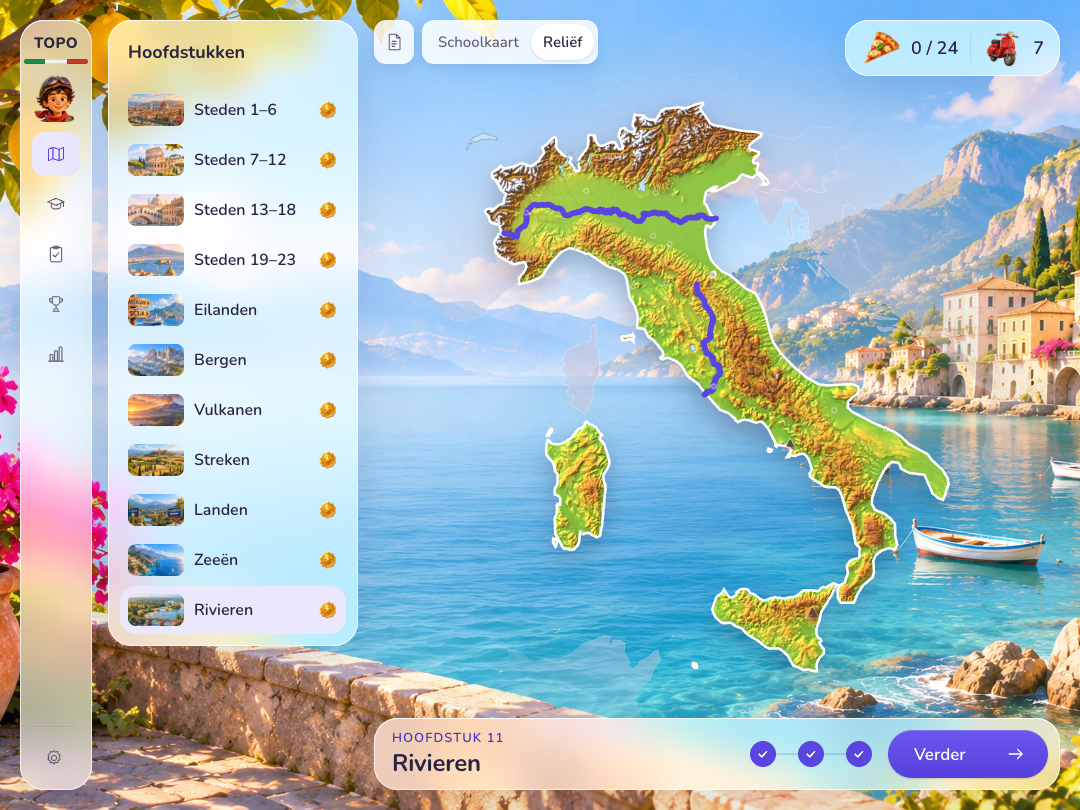 TOPO
Hoofdstukken
Steden 1–6
Steden 7–12
Steden 13–18
Steden 19–23
Eilanden
Bergen
Vulkanen
Streken
Landen
Zeeën
Rivieren
Schoolkaart
Reliëf
0 / 24
7
HOOFDSTUK 11
Rivieren
Verder